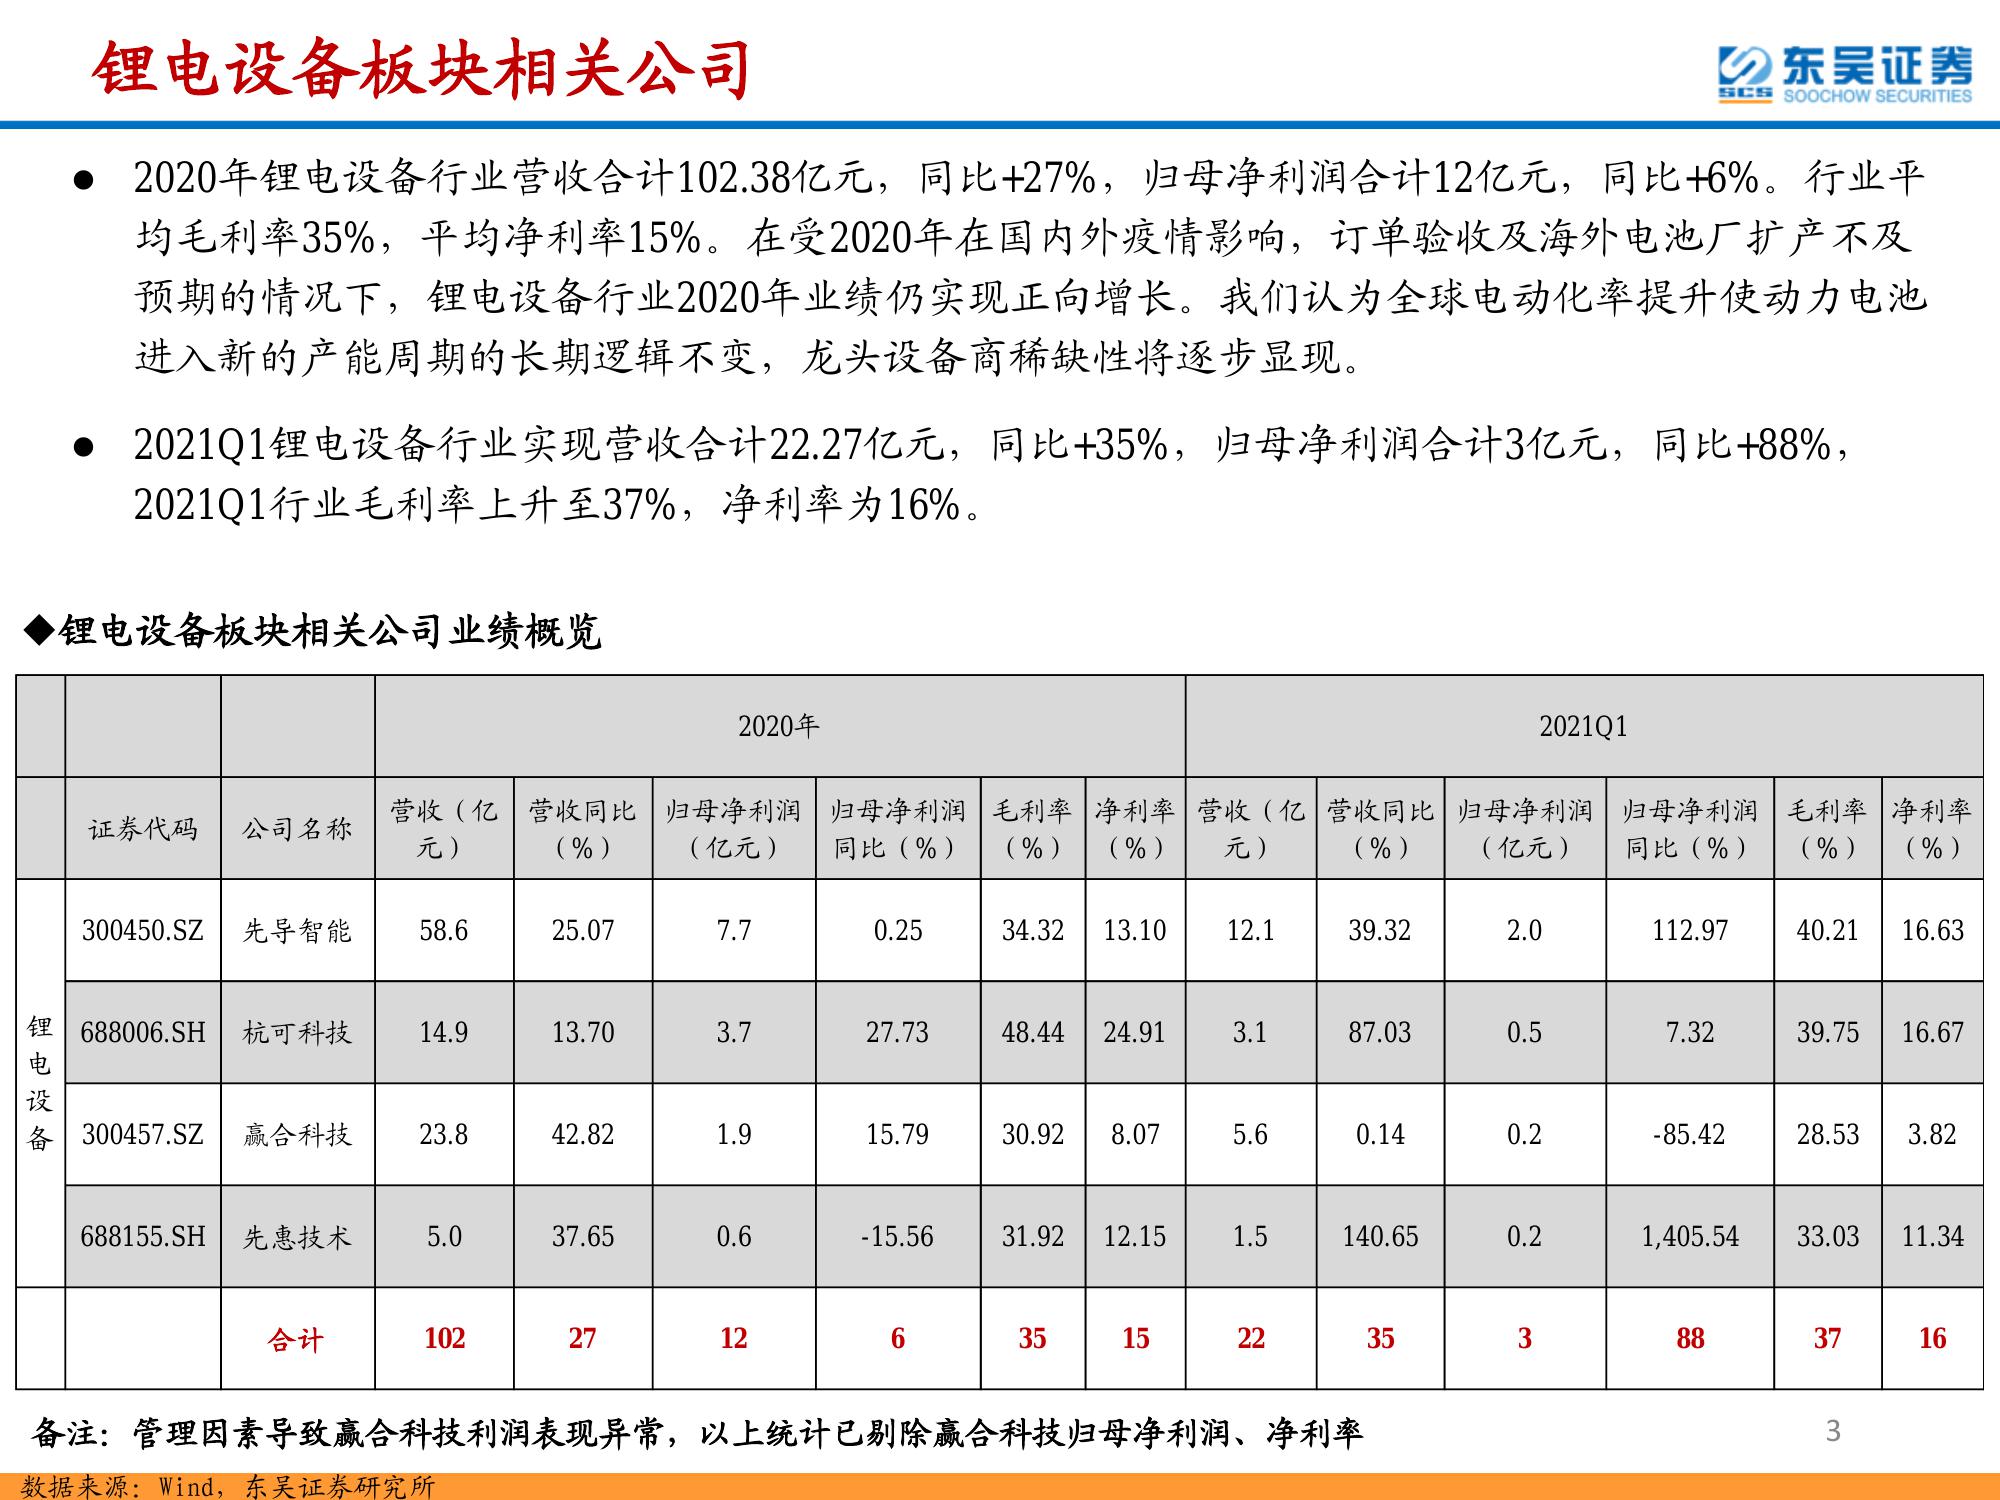 锂电设备板块相关公司
东吴证券
SCS SOOCHOW SECURITIES
● 2020年锂电设备行业营收合计102.38亿元，同比+27%，归母净利润合计12亿元，同比+6%。行业平
均毛利率35%，平均净利率15%。在受2020年在国内外疫情影响，订单验收及海外电池厂扩产不及
预期的情况下，锂电设备行业2020年业绩仍实现正向增长。我们认为全球电动化率提升使动力电池
进入新的产能周期的长期逻辑不变，龙头设备商稀缺性将逐步显现。
● 2021Q1锂电设备行业实现营收合计22.27亿元，同比+35%，归母净利润合计3亿元，同比+88%，
2021Q1行业毛利率上升至37%，净利率为16%。
◆锂电设备板块相关公司业绩概览
2020年 2021Q1
证券代码 公司名称 营收（亿元） 营收同比（%） 归母净利润（亿元） 归母净利润同比（%） 毛利率（%） 净利率（%） 营收（亿元） 营收同比（%） 归母净利润（亿元） 归母净利润同比（%） 毛利率（%） 净利率（%）
锂电设备
300450.SZ 先导智能 58.6 25.07 7.7 0.25 34.32 13.10 12.1 39.32 2.0 112.97 40.21 16.63
688006.SH 杭可科技 14.9 13.70 3.7 27.73 48.44 24.91 3.1 87.03 0.5 7.32 39.75 16.67
300457.SZ 赢合科技 23.8 42.82 1.9 15.79 30.92 8.07 5.6 0.14 0.2 -85.42 28.53 3.82
688155.SH 先惠技术 5.0 37.65 0.6 -15.56 31.92 12.15 1.5 140.65 0.2 1,405.54 33.03 11.34
合计 102 27 12 6 35 15 22 35 3 88 37 16
备注：管理因素导致赢合科技利润表现异常，以上统计已剔除赢合科技归母净利润、净利率
3
数据来源：Wind，东吴证券研究所